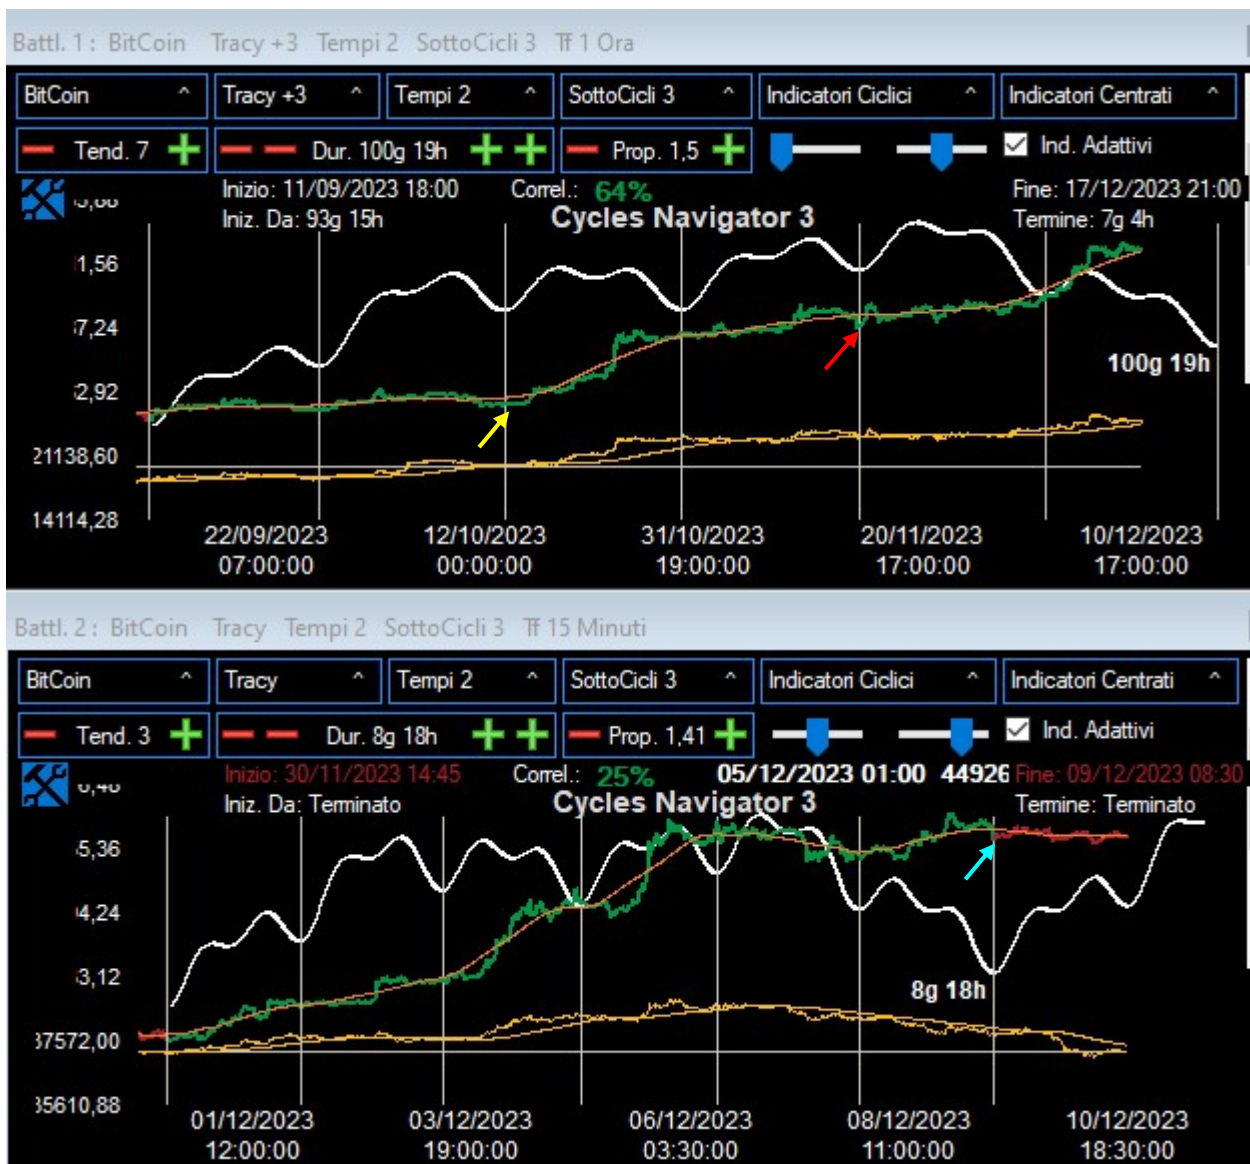 Battl. 1 : BitCoin Tracy +3 Tempi 2 SottoCicli 3 Tf 1 Ora
BitCoin ^ Tracy +3 ^ Tempi 2 ^ SottoCicli 3 ^ Indicatori Ciclici ^ Indicatori Centrati ^
Tend. 7 Dur. 100g 19h Prop. 1,5 Ind. Adattivi
Inizio: 11/09/2023 18:00 Correl.: 64% Fine: 17/12/2023 21:00
Iniz. Da: 93g 15h Cycles Navigator 3 Termine: 7g 4h
1,56
7,24
100g 19h
2,92
21138,60
14114,28
22/09/2023 12/10/2023 31/10/2023 20/11/2023 10/12/2023
07:00:00 00:00:00 19:00:00 17:00:00 17:00:00
Battl. 2 : BitCoin Tracy Tempi 2 SottoCicli 3 Tf 15 Minuti
BitCoin ^ Tracy ^ Tempi 2 ^ SottoCicli 3 ^ Indicatori Ciclici ^ Indicatori Centrati ^
Tend. 3 Dur. 8g 18h Prop. 1,41 Ind. Adattivi
Inizio: 30/11/2023 14:45 Correl.: 25% 05/12/2023 01:00 44926 Fine: 09/12/2023 08:30
Iniz. Da: Terminato Cycles Navigator 3 Termine: Terminato
5,36
4,24
3,12
8g 18h
37572,00
35610,88
01/12/2023 03/12/2023 06/12/2023 08/12/2023 10/12/2023
12:00:00 19:00:00 03:30:00 11:00:00 18:30:00